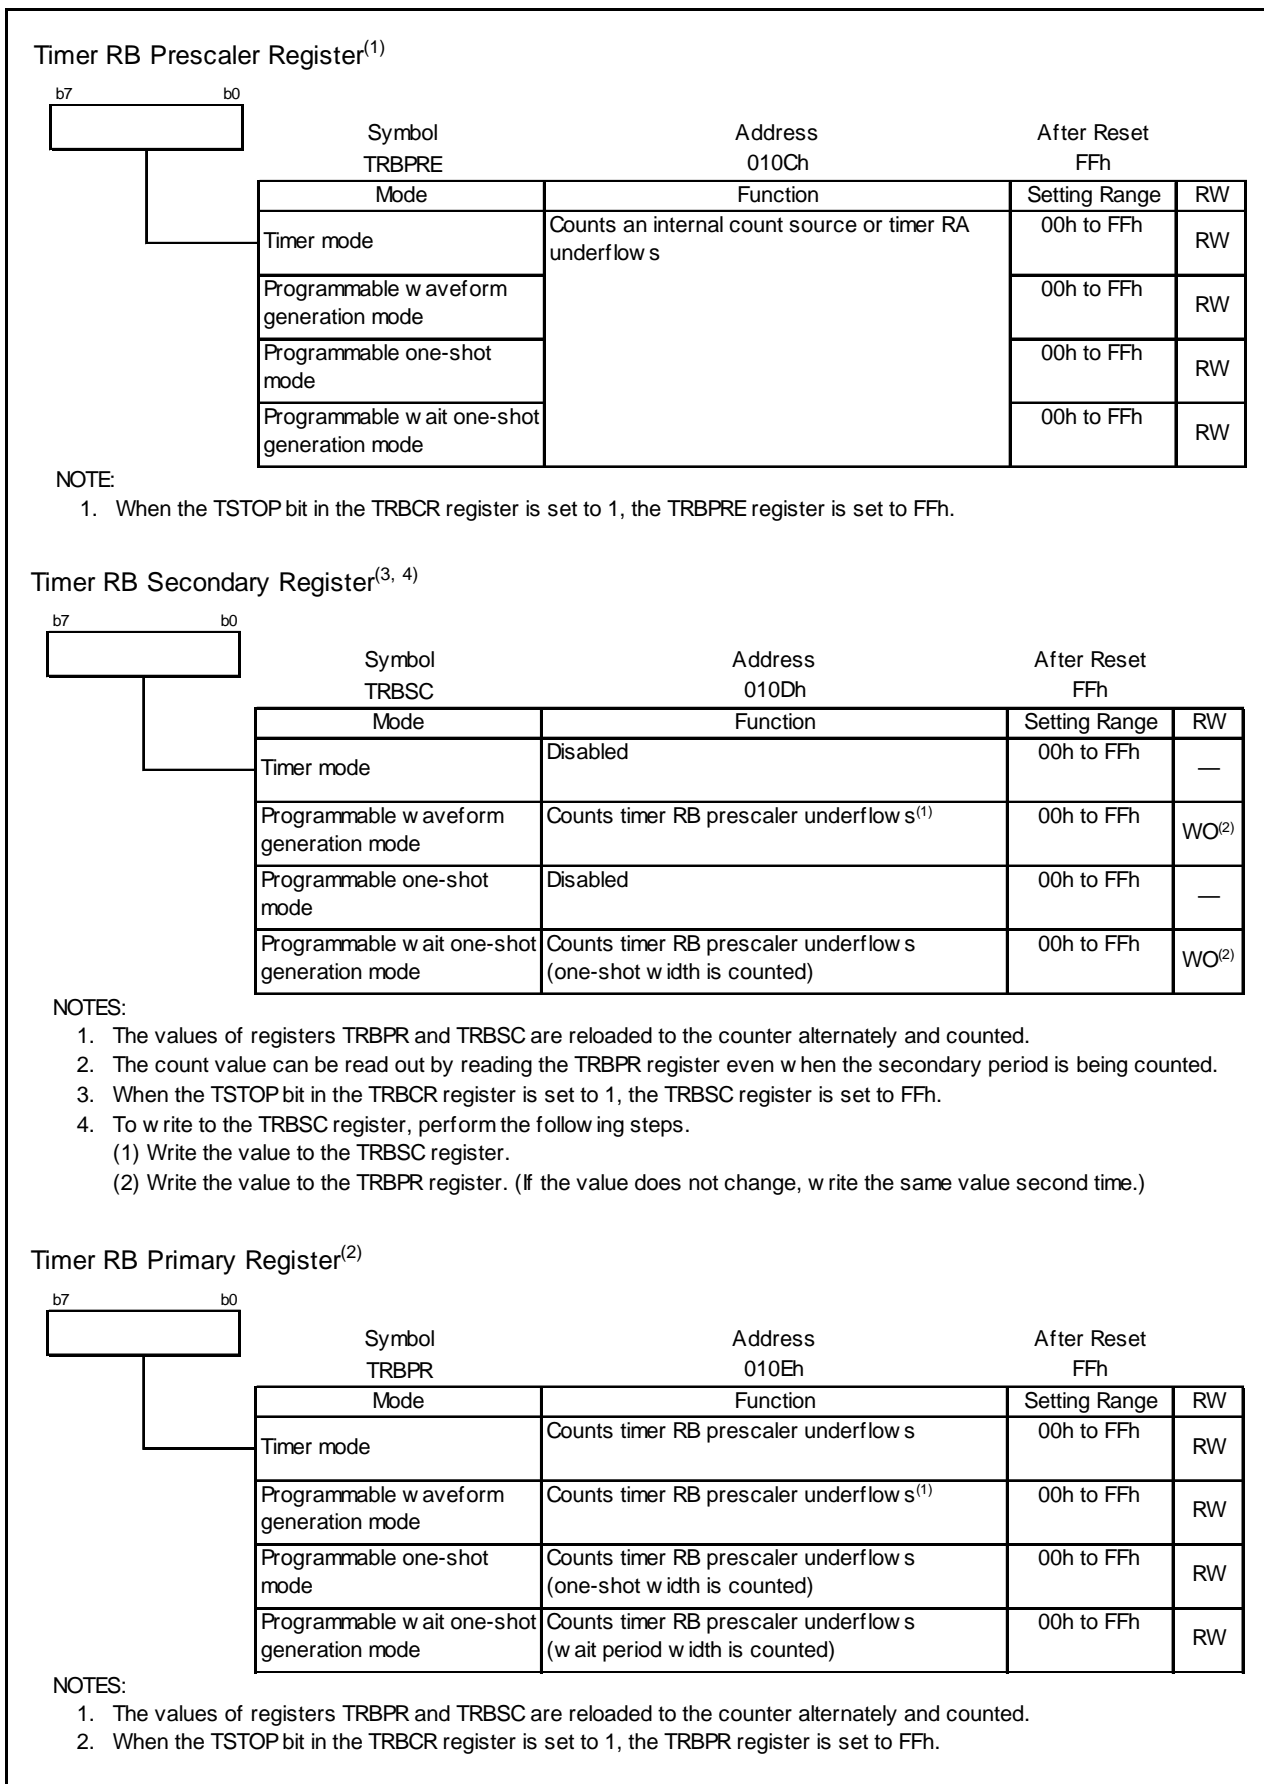 Timer RB Prescaler Register(1)
b7 b0
Symbol Address After Reset
TRBPRE 010Ch FFh
Mode Function Setting Range RW
Timer mode Counts an internal count source or timer RA underflows 00h to FFh RW
Programmable waveform generation mode 00h to FFh RW
Programmable one-shot mode 00h to FFh RW
Programmable wait one-shot generation mode 00h to FFh RW
NOTE:
1. When the TSTOP bit in the TRBCR register is set to 1, the TRBPRE register is set to FFh.
Timer RB Secondary Register(3, 4)
b7 b0
Symbol Address After Reset
TRBSC 010Dh FFh
Mode Function Setting Range RW
Timer mode Disabled 00h to FFh —
Programmable waveform generation mode Counts timer RB prescaler underflows(1) 00h to FFh WO(2)
Programmable one-shot mode Disabled 00h to FFh —
Programmable wait one-shot generation mode Counts timer RB prescaler underflows (one-shot width is counted) 00h to FFh WO(2)
NOTES:
1. The values of registers TRBPR and TRBSC are reloaded to the counter alternately and counted.
2. The count value can be read out by reading the TRBPR register even when the secondary period is being counted.
3. When the TSTOP bit in the TRBCR register is set to 1, the TRBSC register is set to FFh.
4. To write to the TRBSC register, perform the following steps.
(1) Write the value to the TRBSC register.
(2) Write the value to the TRBPR register. (If the value does not change, write the same value second time.)
Timer RB Primary Register(2)
b7 b0
Symbol Address After Reset
TRBPR 010Eh FFh
Mode Function Setting Range RW
Timer mode Counts timer RB prescaler underflows 00h to FFh RW
Programmable waveform generation mode Counts timer RB prescaler underflows(1) 00h to FFh RW
Programmable one-shot mode Counts timer RB prescaler underflows (one-shot width is counted) 00h to FFh RW
Programmable wait one-shot generation mode Counts timer RB prescaler underflows (wait period width is counted) 00h to FFh RW
NOTES:
1. The values of registers TRBPR and TRBSC are reloaded to the counter alternately and counted.
2. When the TSTOP bit in the TRBCR register is set to 1, the TRBPR register is set to FFh.